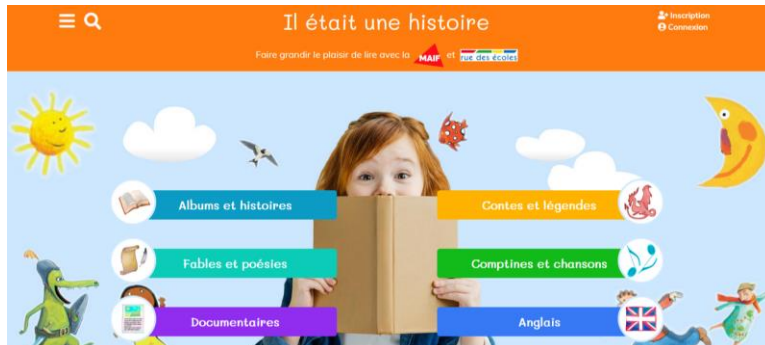 Il était une histoire
Inscription
Connexion
Faire grandir le plaisir de lire avec la MAIF et rue des écoles
Albums et histoires
Contes et légendes
Fables et poésies
Comptines et chansons
Documentaires
Anglais